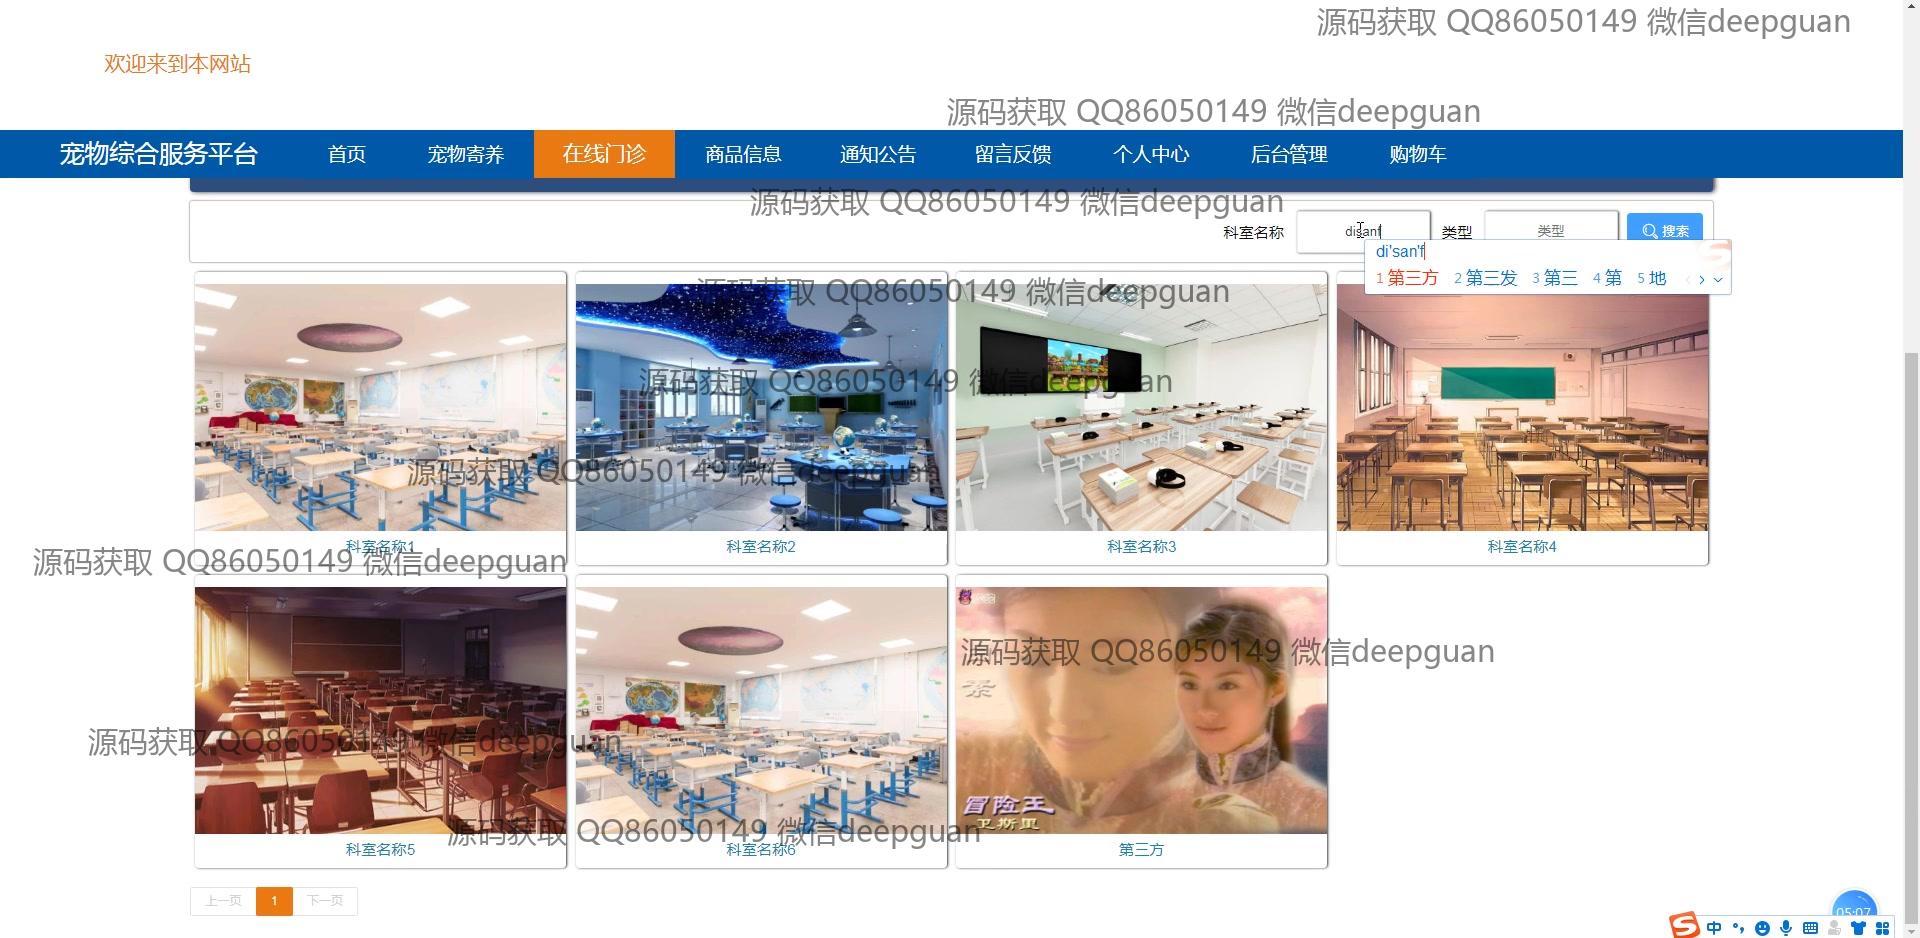 源码获取 QQ86050149 微信deepguan
欢迎来到本网站
源码获取 QQ86050149 微信deepguan
宠物综合服务平台 首页 宠物寄养 在线门诊 商品信息 通知公告 留言反馈 个人中心 后台管理 购物车
源码获取 QQ86050149 微信deepguan
科室名称 disanf 类型 类型 搜索
di'san'f
1 第三方 2 第三发 3 第三 4 第 5 地
源码获取 QQ86050149 微信deepguan
源码获取 QQ86050149 微信deepguan
源码获取 QQ86050149 微信deepguan
科室名称1 科室名称2 科室名称3 科室名称4
源码获取 QQ86050149 微信deepguan
源码获取 QQ86050149 微信deepguan
源码获取 QQ86050149 微信deepguan
冒险王
卫斯里
源码获取 QQ86050149 微信deepguan
科室名称5 科室名称6 第三方
上一页 1 下一页
05:07
中